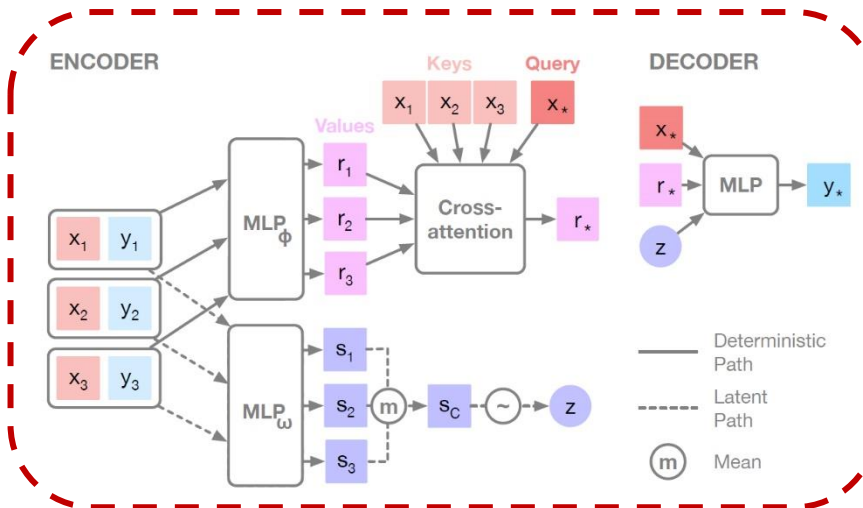 ENCODER
Keys
Query
DECODER
x₁
x₂
x₃
x*
Values
x*
r₁
MLPφ
r₂
Cross-
attention
r*
r*
MLP
y*
x₁ y₁
r₃
z
x₂ y₂
x₃ y₃
s₁
MLPω
s₂
m
s_C
~
z
s₃
Deterministic
Path
Latent
Path
m
Mean